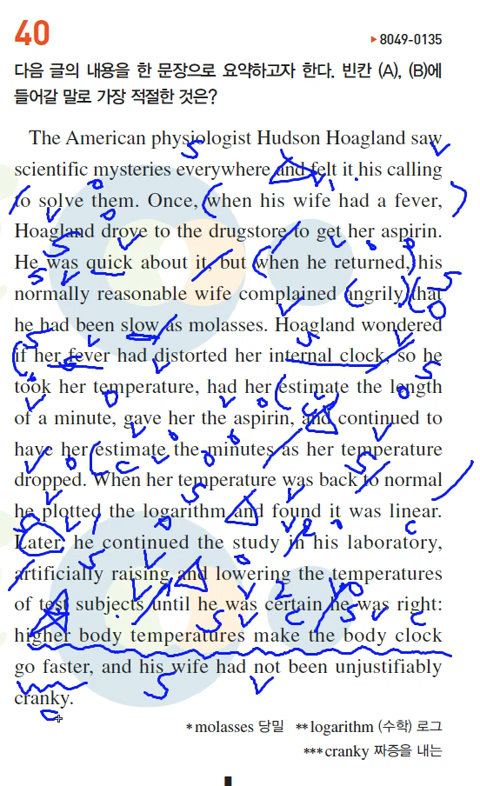 40
▶8049-0135
다음 글의 내용을 한 문장으로 요약하고자 한다. 빈칸 (A), (B)에
들어갈 말로 가장 적절한 것은?
The American physiologist Hudson Hoagland saw
scientific mysteries everywhere and felt it his calling
to solve them. Once, when his wife had a fever,
Hoagland drove to the drugstore to get her aspirin.
He was quick about it, but when he returned, his
normally reasonable wife complained angrily that
he had been slow as molasses. Hoagland wondered
if her fever had distorted her internal clock, so he
took her temperature, had her estimate the length
of a minute, gave her the aspirin, and continued to
have her estimate the minutes as her temperature
dropped. When her temperature was back to normal
he plotted the logarithm and found it was linear.
Later, he continued the study in his laboratory,
artificially raising and lowering the temperatures
of test subjects until he was certain he was right:
higher body temperatures make the body clock
go faster, and his wife had not been unjustifiably
cranky.
*molasses 당밀 **logarithm (수학) 로그
***cranky 짜증을 내는